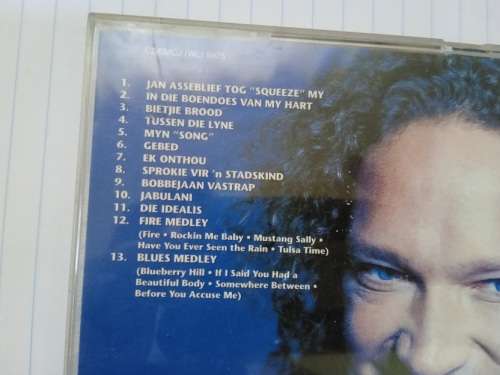 1. JAN ASSEBLIEF TOG "SQUEEZE" MY
2. IN DIE BOENDOES VAN MY HART
3. BIETJIE BROOD
4. TUSSEN DIE LYNE
5. MYN "SONG"
6. GEBED
7. EK ONTHOU
8. SPROKIE VIR 'n STADSKIND
9. BOBBEJAAN VASTRAP
10. JABULANI
11. DIE IDEALIS
12. FIRE MEDLEY
(Fire • Rockin Me Baby • Mustang Sally •
Have You Ever Seen the Rain • Tulsa Time)
13. BLUES MEDLEY
(Blueberry Hill • If I Said You Had a
Beautiful Body • Somewhere Between •
Before You Accuse Me)